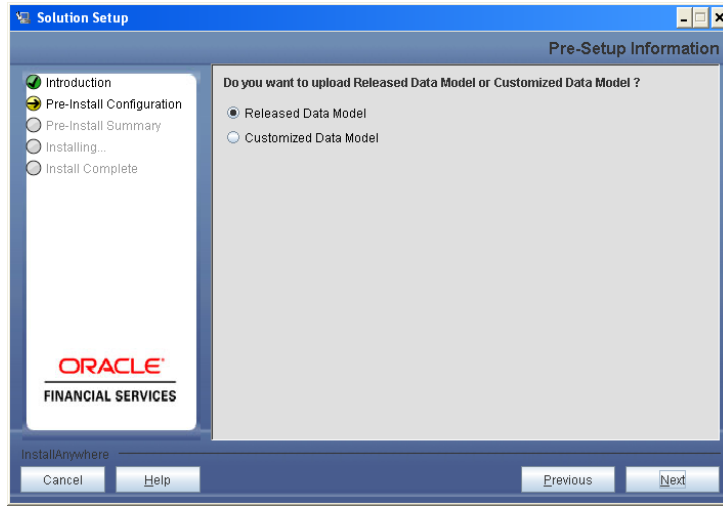 Solution Setup
Pre-Setup Information
Introduction
Pre-Install Configuration
Pre-Install Summary
Installing...
Install Complete
Do you want to upload Released Data Model or Customized Data Model ?
Released Data Model
Customized Data Model
ORACLE
FINANCIAL SERVICES
InstallAnywhere
Cancel
Help
Previous
Next